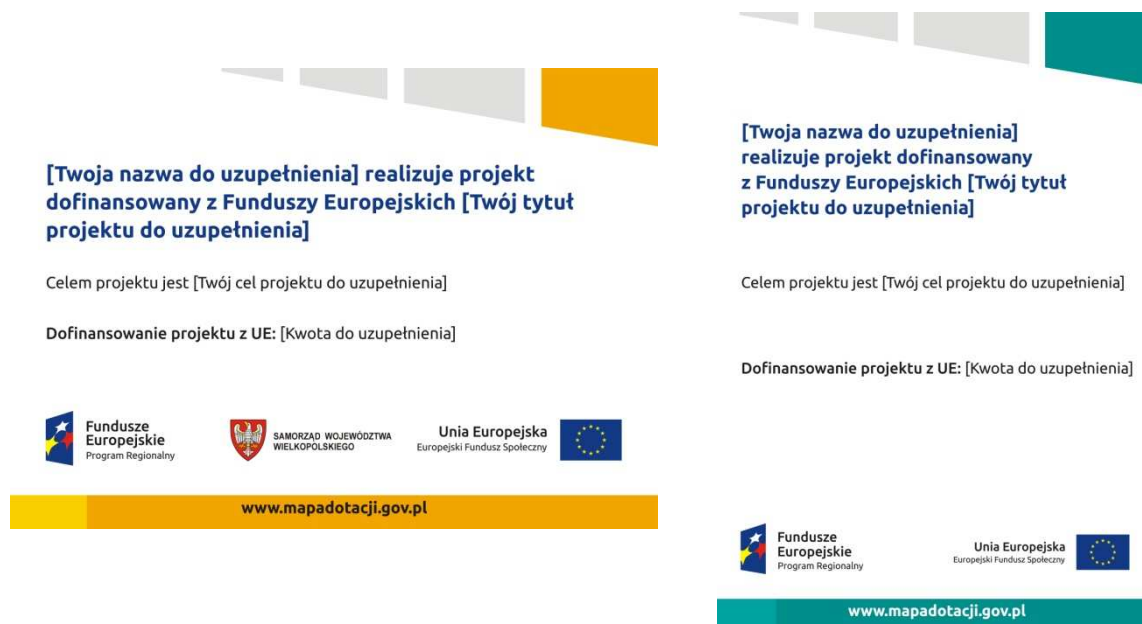 [Twoja nazwa do uzupełnienia] realizuje projekt
dofinansowany z Funduszy Europejskich [Twój tytuł
projektu do uzupełnienia]
Celem projektu jest [Twój cel projektu do uzupełnienia]
Dofinansowanie projektu z UE: [Kwota do uzupełnienia]
Fundusze
Europejskie
Program Regionalny
SAMORZĄD WOJEWÓDZTWA
WIELKOPOLSKIEGO
Unia Europejska
Europejski Fundusz Społeczny
www.mapadotacji.gov.pl
[Twoja nazwa do uzupełnienia]
realizuje projekt dofinansowany
z Funduszy Europejskich [Twój tytuł
projektu do uzupełnienia]
Celem projektu jest [Twój cel projektu do uzupełnienia]
Dofinansowanie projektu z UE: [Kwota do uzupełnienia]
Fundusze
Europejskie
Program Regionalny
Unia Europejska
Europejski Fundusz Społeczny
www.mapadotacji.gov.pl